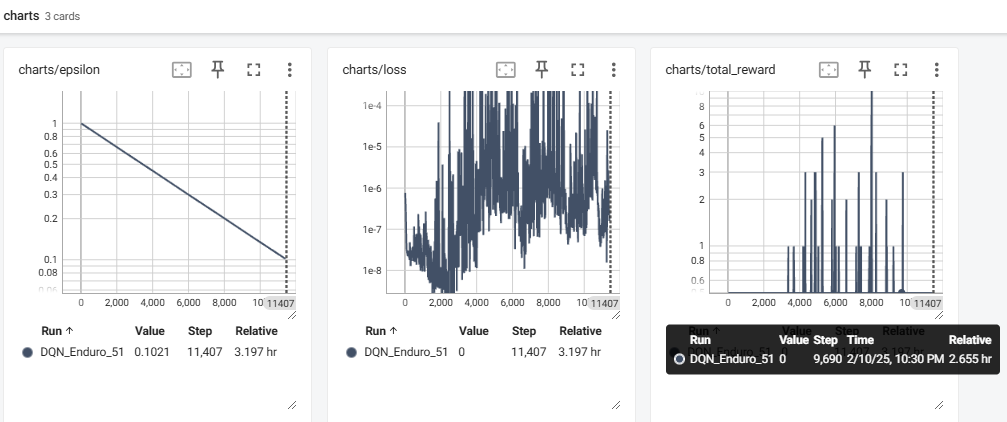 charts 3 cards
charts/epsilon
1
0.8
0.6
0.5
0.4
0.3
0.2
0.1
0.08
0.06
0 2,000 4,000 6,000 8,000 10 11407
Run ↑ Value Step Relative
DQN_Enduro_51 0.1021 11,407 3.197 hr
charts/loss
1e-4
1e-5
1e-6
1e-7
1e-8
0 2,000 4,000 6,000 8,000 10 11407
Run ↑ Value Step Relative
DQN_Enduro_51 0 11,407 3.197 hr
charts/total_reward
8
6
5
4
3
2
1
0.8
0.6
0 2,000 4,000 6,000 8,000 10 11407
Run ↑ Value Step Relative
Run Value Step Time Relative
DQN_Enduro_51 0 9,690 2/10/25, 10:30 PM 2.655 hr